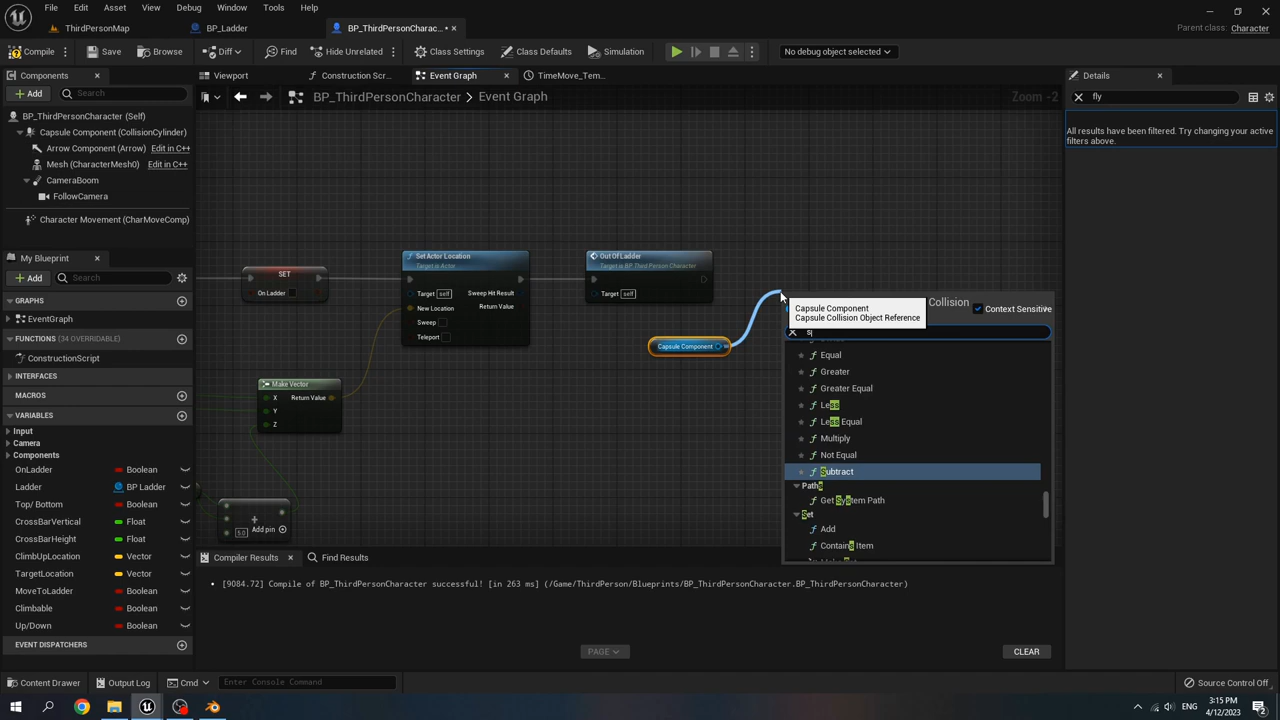 File Edit Asset View Debug Window Tools Help
ThirdPersonMap BP_Ladder BP_ThirdPersonCharac... Parent class: Character
Compile Save Browse Diff Find Hide Unrelated Class Settings Class Defaults Simulation No debug object selected
Components Viewport Construction Scr... Event Graph TimeMove_Tem... Details
Add Search BP_ThirdPersonCharacter > Event Graph Zoom -2 fly
BP_ThirdPersonCharacter (Self)
Capsule Component (CollisionCylinder)
Arrow Component (Arrow) Edit in C++
Mesh (CharacterMesh0) Edit in C++
CameraBoom
FollowCamera
Character Movement (CharMoveComp)
All results have been filtered. Try changing your active
filters above.
My Blueprint
Add Search
GRAPHS
EventGraph
FUNCTIONS (34 OVERRIDABLE)
ConstructionScript
INTERFACES
MACROS
VARIABLES
Input
Camera
Components
OnLadder Boolean
Ladder BP Ladder
Top/ Bottom Boolean
CrossBarVertical Float
CrossBarHeight Float
ClimbUpLocation Vector
TargetLocation Vector
MoveToLadder Boolean
Climbable Boolean
Up/Down Boolean
EVENT DISPATCHERS
SET
On Ladder
Set Actor Location
Target is Actor
Target self Sweep Hit Result
New Location Return Value
Sweep
Teleport
Out Of Ladder
Target is BP Third Person Character
Target self
Make Vector
X Return Value
Y
Z
+
5.0 Add pin
Capsule Component
Capsule Component
Capsule Collision Object Reference
Collision Context Sensitive
Equal
Greater
Greater Equal
Less
Less Equal
Multiply
Not Equal
Subtract
Paths
Get System Path
Set
Add
Contains Item
Compiler Results Find Results
[9084.72] Compile of BP_ThirdPersonCharacter successful! [in 263 ms] (/Game/ThirdPerson/Blueprints/BP_ThirdPersonCharacter.BP_ThirdPersonCharacter)
PAGE CLEAR
Content Drawer Output Log Cmd Enter Console Command Source Control Off
ENG 3:15 PM
4/12/2023